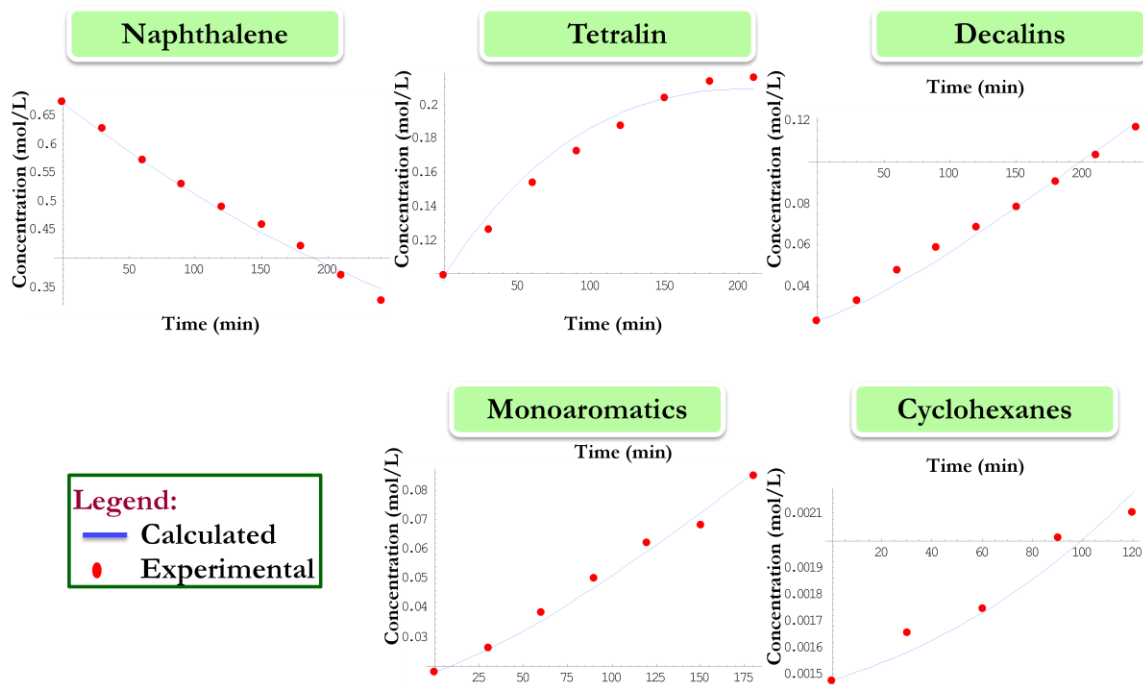 Naphthalene
Concentration (mol/L)
0.65
0.6
0.55
0.5
0.45
0.35
50
100
150
200
Time (min)
Tetralin
Concentration (mol/L)
0.2
0.16
0.12
50
100
150
200
Time (min)
Decalins
Time (min)
Concentration (mol/L)
0.12
0.08
0.06
0.04
50
100
150
200
Legend:
Calculated
Experimental
Monoaromatics
Time (min)
Concentration (mol/L)
0.08
0.07
0.06
0.05
0.04
0.03
25
50
75
100
125
150
175
Cyclohexanes
Time (min)
Concentration (mol/L)
0.0021
0.0019
0.0018
0.0017
0.0016
0.0015
20
40
60
80
100
120